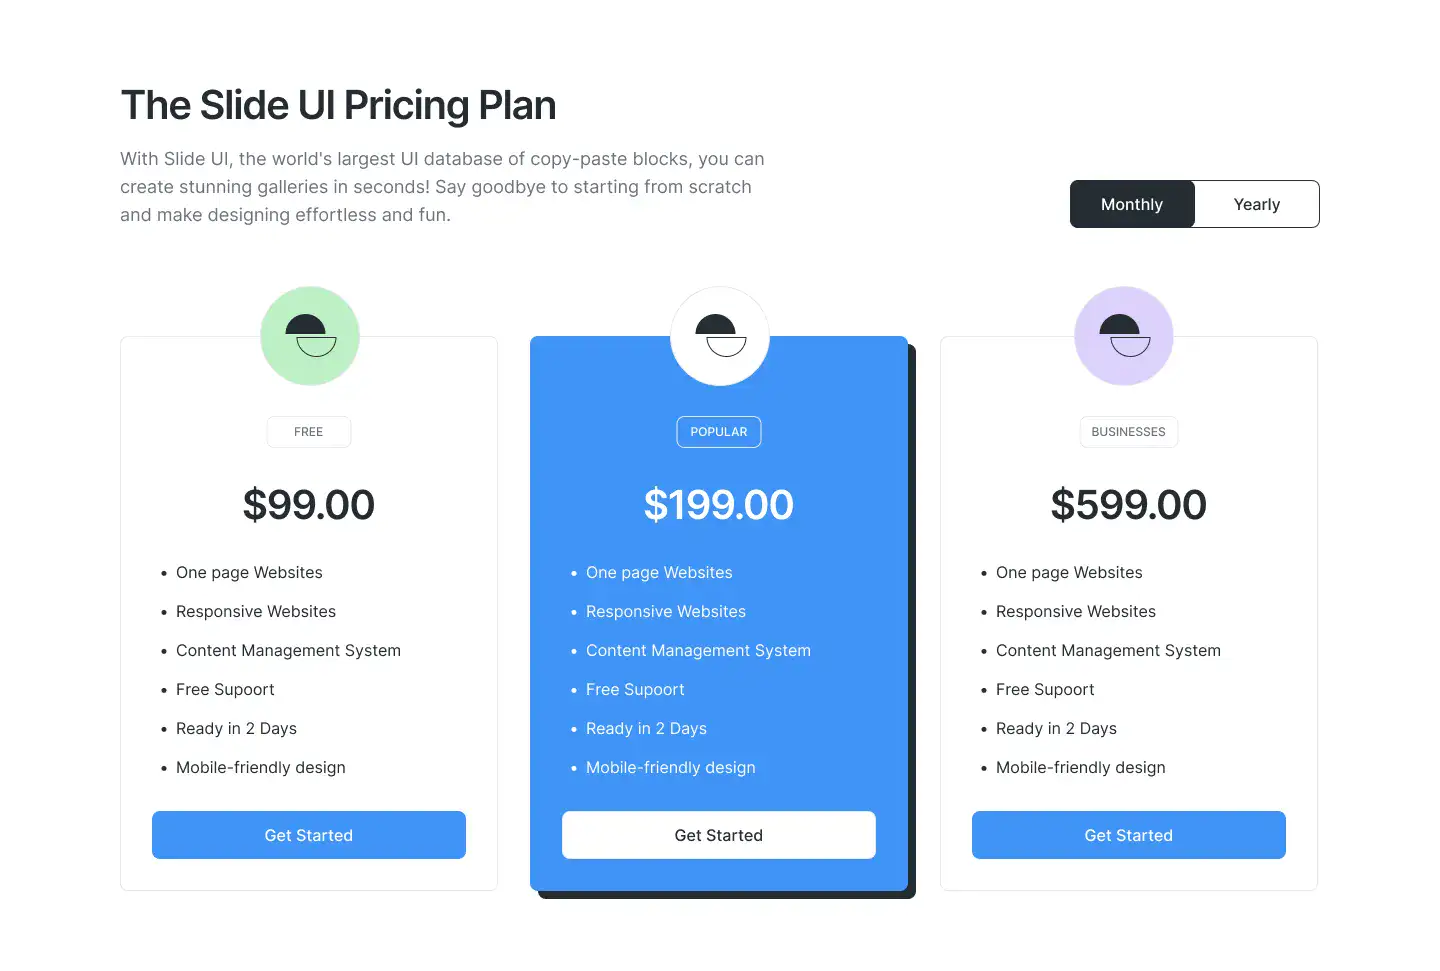 The Slide UI Pricing Plan
With Slide UI, the world's largest UI database of copy-paste blocks, you can
create stunning galleries in seconds! Say goodbye to starting from scratch
and make designing effortless and fun.
Monthly
Yearly
FREE
$99.00
• One page Websites
• Responsive Websites
• Content Management System
• Free Supoort
• Ready in 2 Days
• Mobile-friendly design
Get Started
POPULAR
$199.00
• One page Websites
• Responsive Websites
• Content Management System
• Free Supoort
• Ready in 2 Days
• Mobile-friendly design
Get Started
BUSINESSES
$599.00
• One page Websites
• Responsive Websites
• Content Management System
• Free Supoort
• Ready in 2 Days
• Mobile-friendly design
Get Started